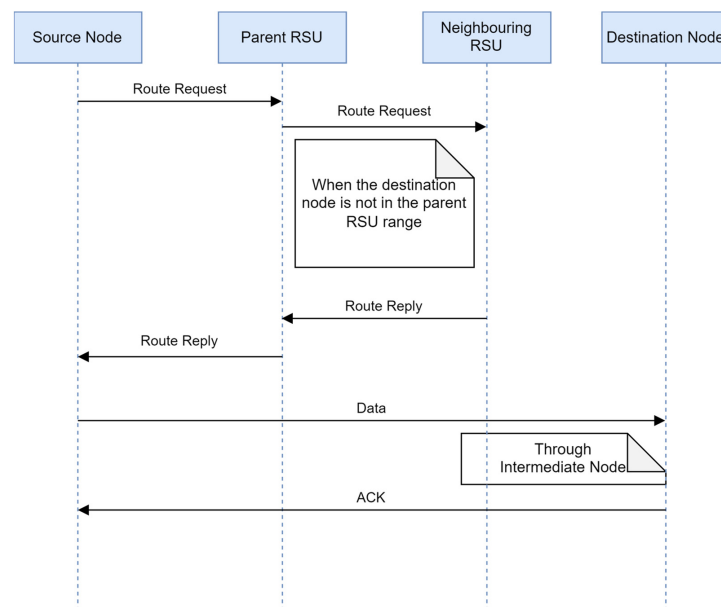 Source Node
Parent RSU
Neighbouring
RSU
Destination Node
Route Request
Route Request
When the destination
node is not in the parent
RSU range
Route Reply
Route Reply
Data
Through
Intermediate Node
ACK